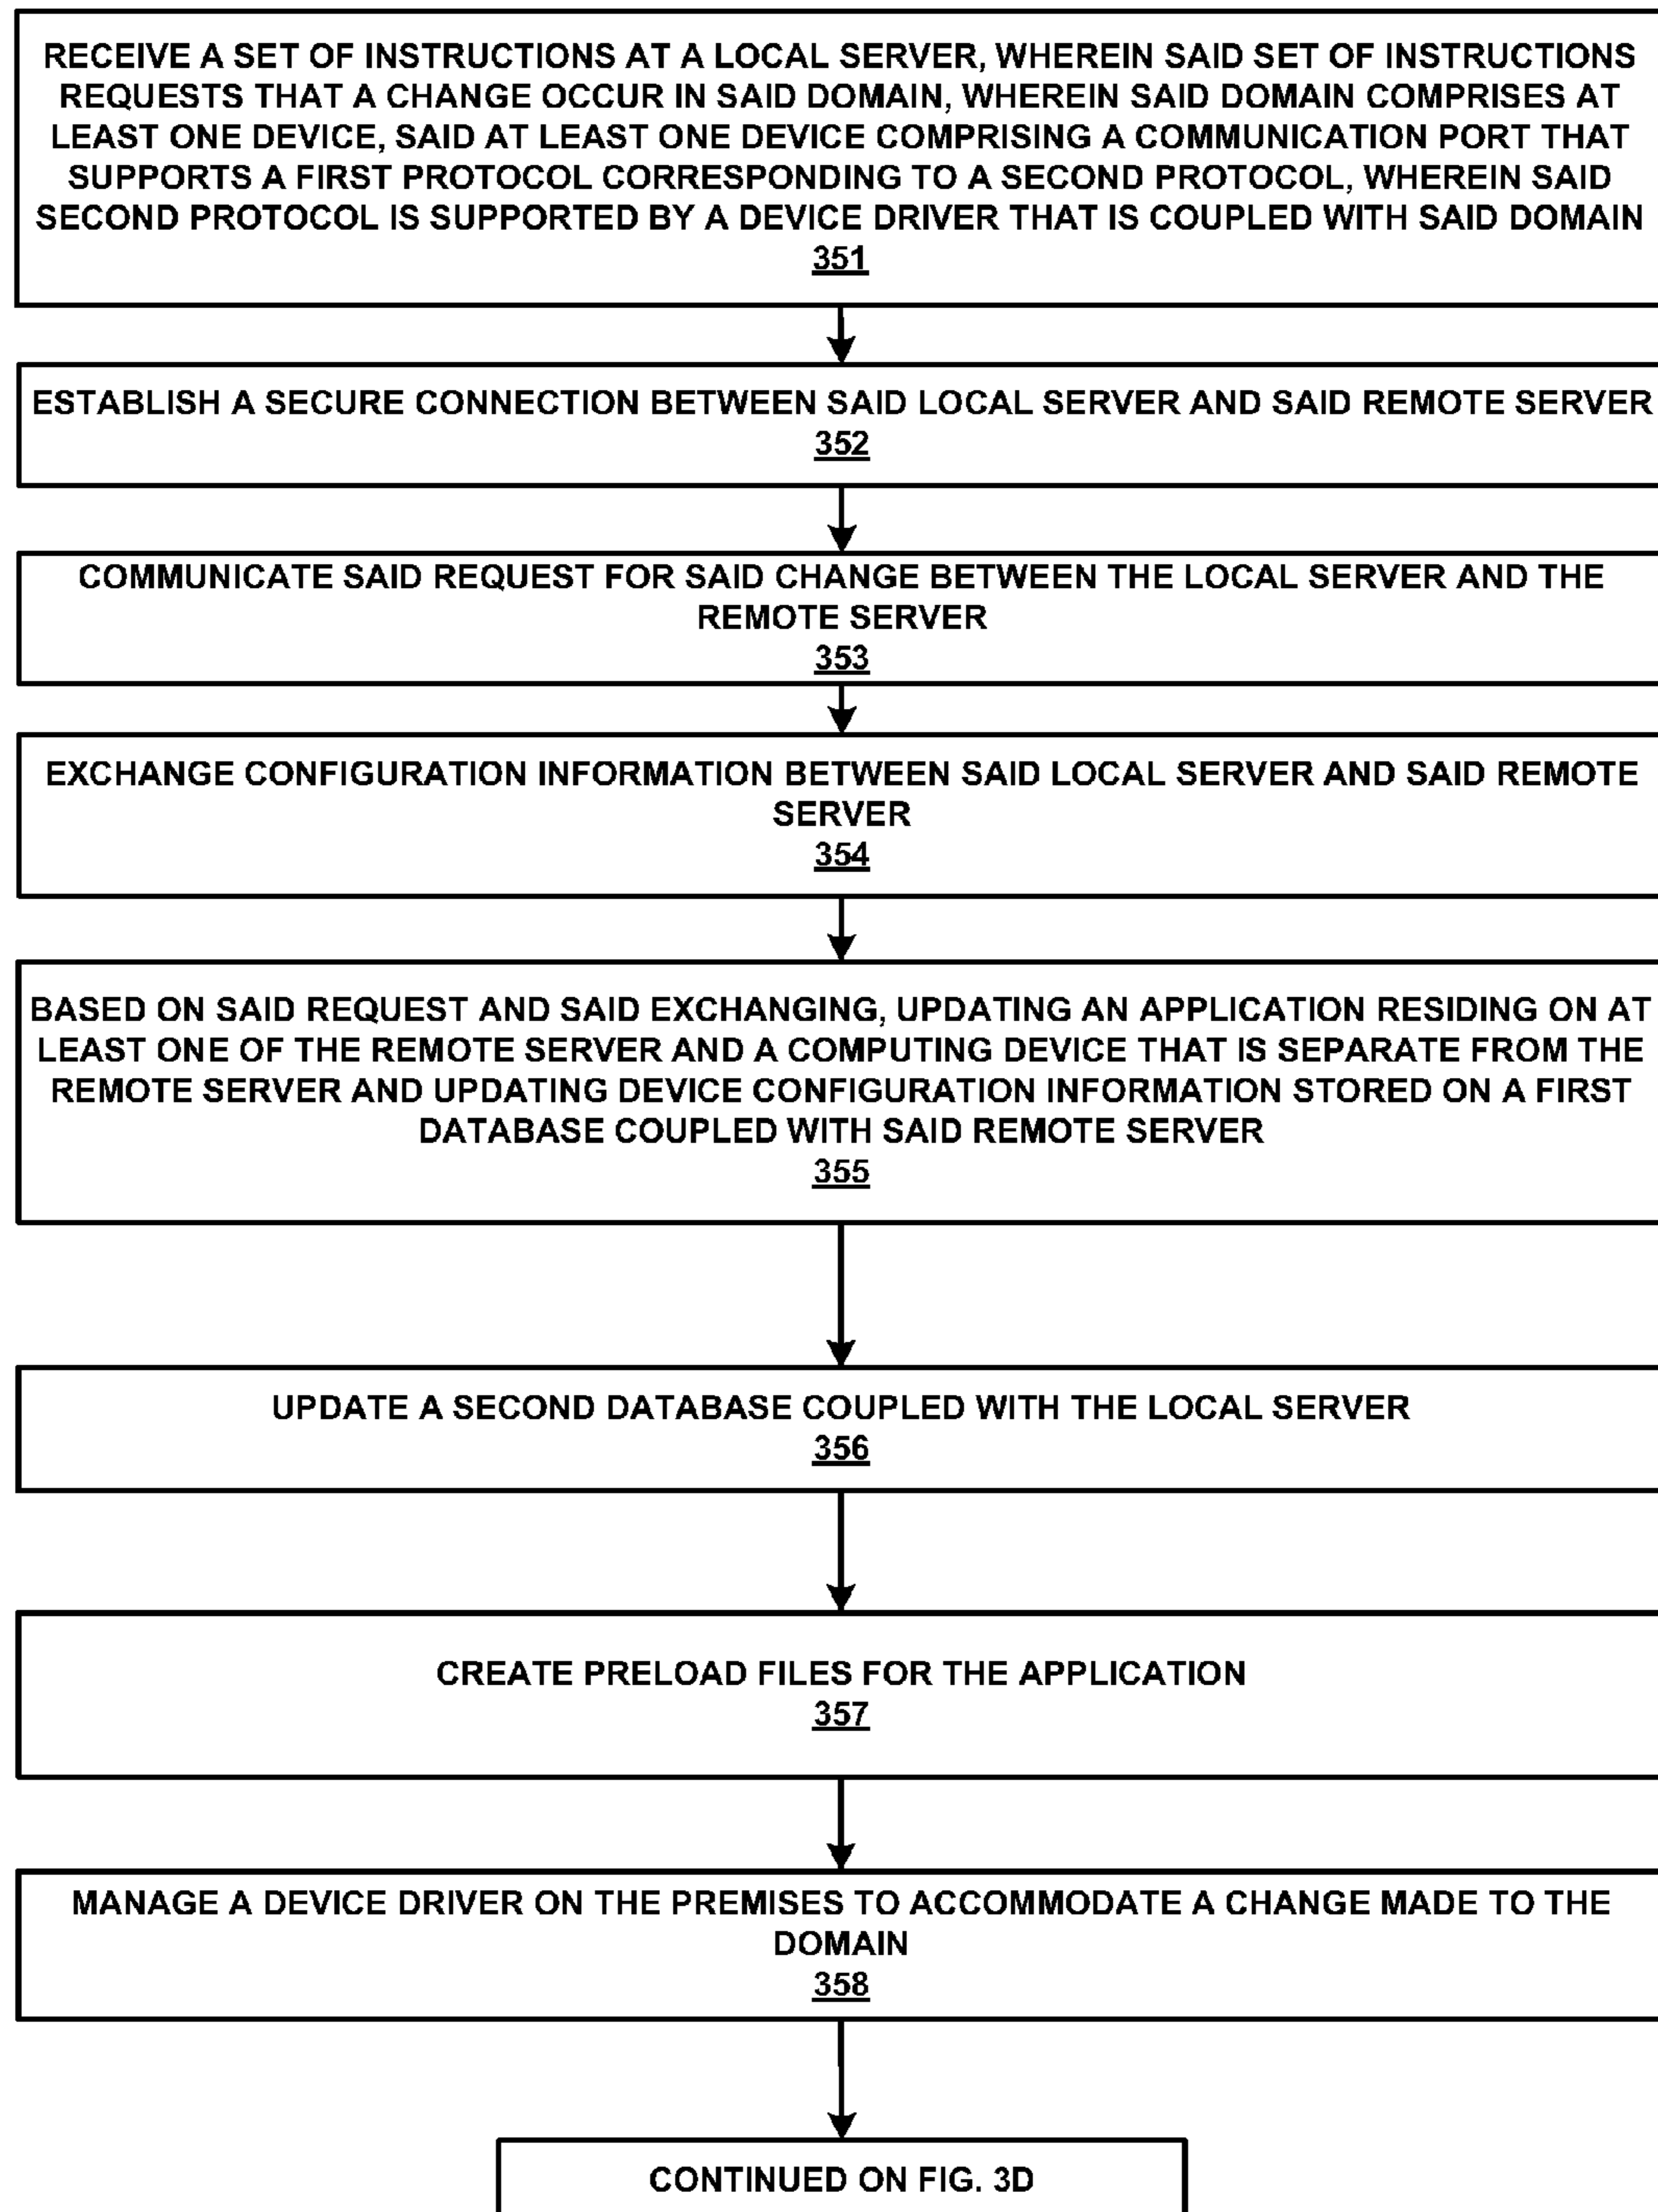 RECEIVE A SET OF INSTRUCTIONS AT A LOCAL SERVER, WHEREIN SAID SET OF INSTRUCTIONS
REQUESTS THAT A CHANGE OCCUR IN SAID DOMAIN, WHEREIN SAID DOMAIN COMPRISES AT
LEAST ONE DEVICE, SAID AT LEAST ONE DEVICE COMPRISING A COMMUNICATION PORT THAT
SUPPORTS A FIRST PROTOCOL CORRESPONDING TO A SECOND PROTOCOL, WHEREIN SAID
SECOND PROTOCOL IS SUPPORTED BY A DEVICE DRIVER THAT IS COUPLED WITH SAID DOMAIN
351
ESTABLISH A SECURE CONNECTION BETWEEN SAID LOCAL SERVER AND SAID REMOTE SERVER
352
COMMUNICATE SAID REQUEST FOR SAID CHANGE BETWEEN THE LOCAL SERVER AND THE
REMOTE SERVER
353
EXCHANGE CONFIGURATION INFORMATION BETWEEN SAID LOCAL SERVER AND SAID REMOTE
SERVER
354
BASED ON SAID REQUEST AND SAID EXCHANGING, UPDATING AN APPLICATION RESIDING ON AT
LEAST ONE OF THE REMOTE SERVER AND A COMPUTING DEVICE THAT IS SEPARATE FROM THE
REMOTE SERVER AND UPDATING DEVICE CONFIGURATION INFORMATION STORED ON A FIRST
DATABASE COUPLED WITH SAID REMOTE SERVER
355
UPDATE A SECOND DATABASE COUPLED WITH THE LOCAL SERVER
356
CREATE PRELOAD FILES FOR THE APPLICATION
357
MANAGE A DEVICE DRIVER ON THE PREMISES TO ACCOMMODATE A CHANGE MADE TO THE
DOMAIN
358
CONTINUED ON FIG. 3D